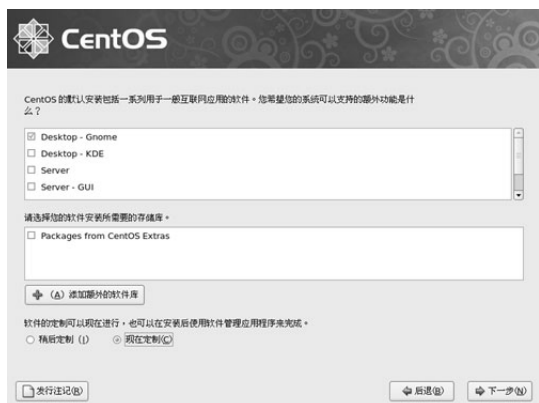 CentOS
CentOS 的默认安装包括一系列用于一般互联网应用的软件。您希望您的系统可以支持的额外功能是什
么？
Desktop - Gnome
Desktop - KDE
Server
Server - GUI
请选择您的软件安装所需要的存储库。
Packages from CentOS Extras
(A) 添加额外的软件库
软件的定制可以现在进行，也可以在安装后使用软件管理应用程序来完成。
稍后定制 (l) 现在定制(C)
发行注记(R) 后退(B) 下一步(N)